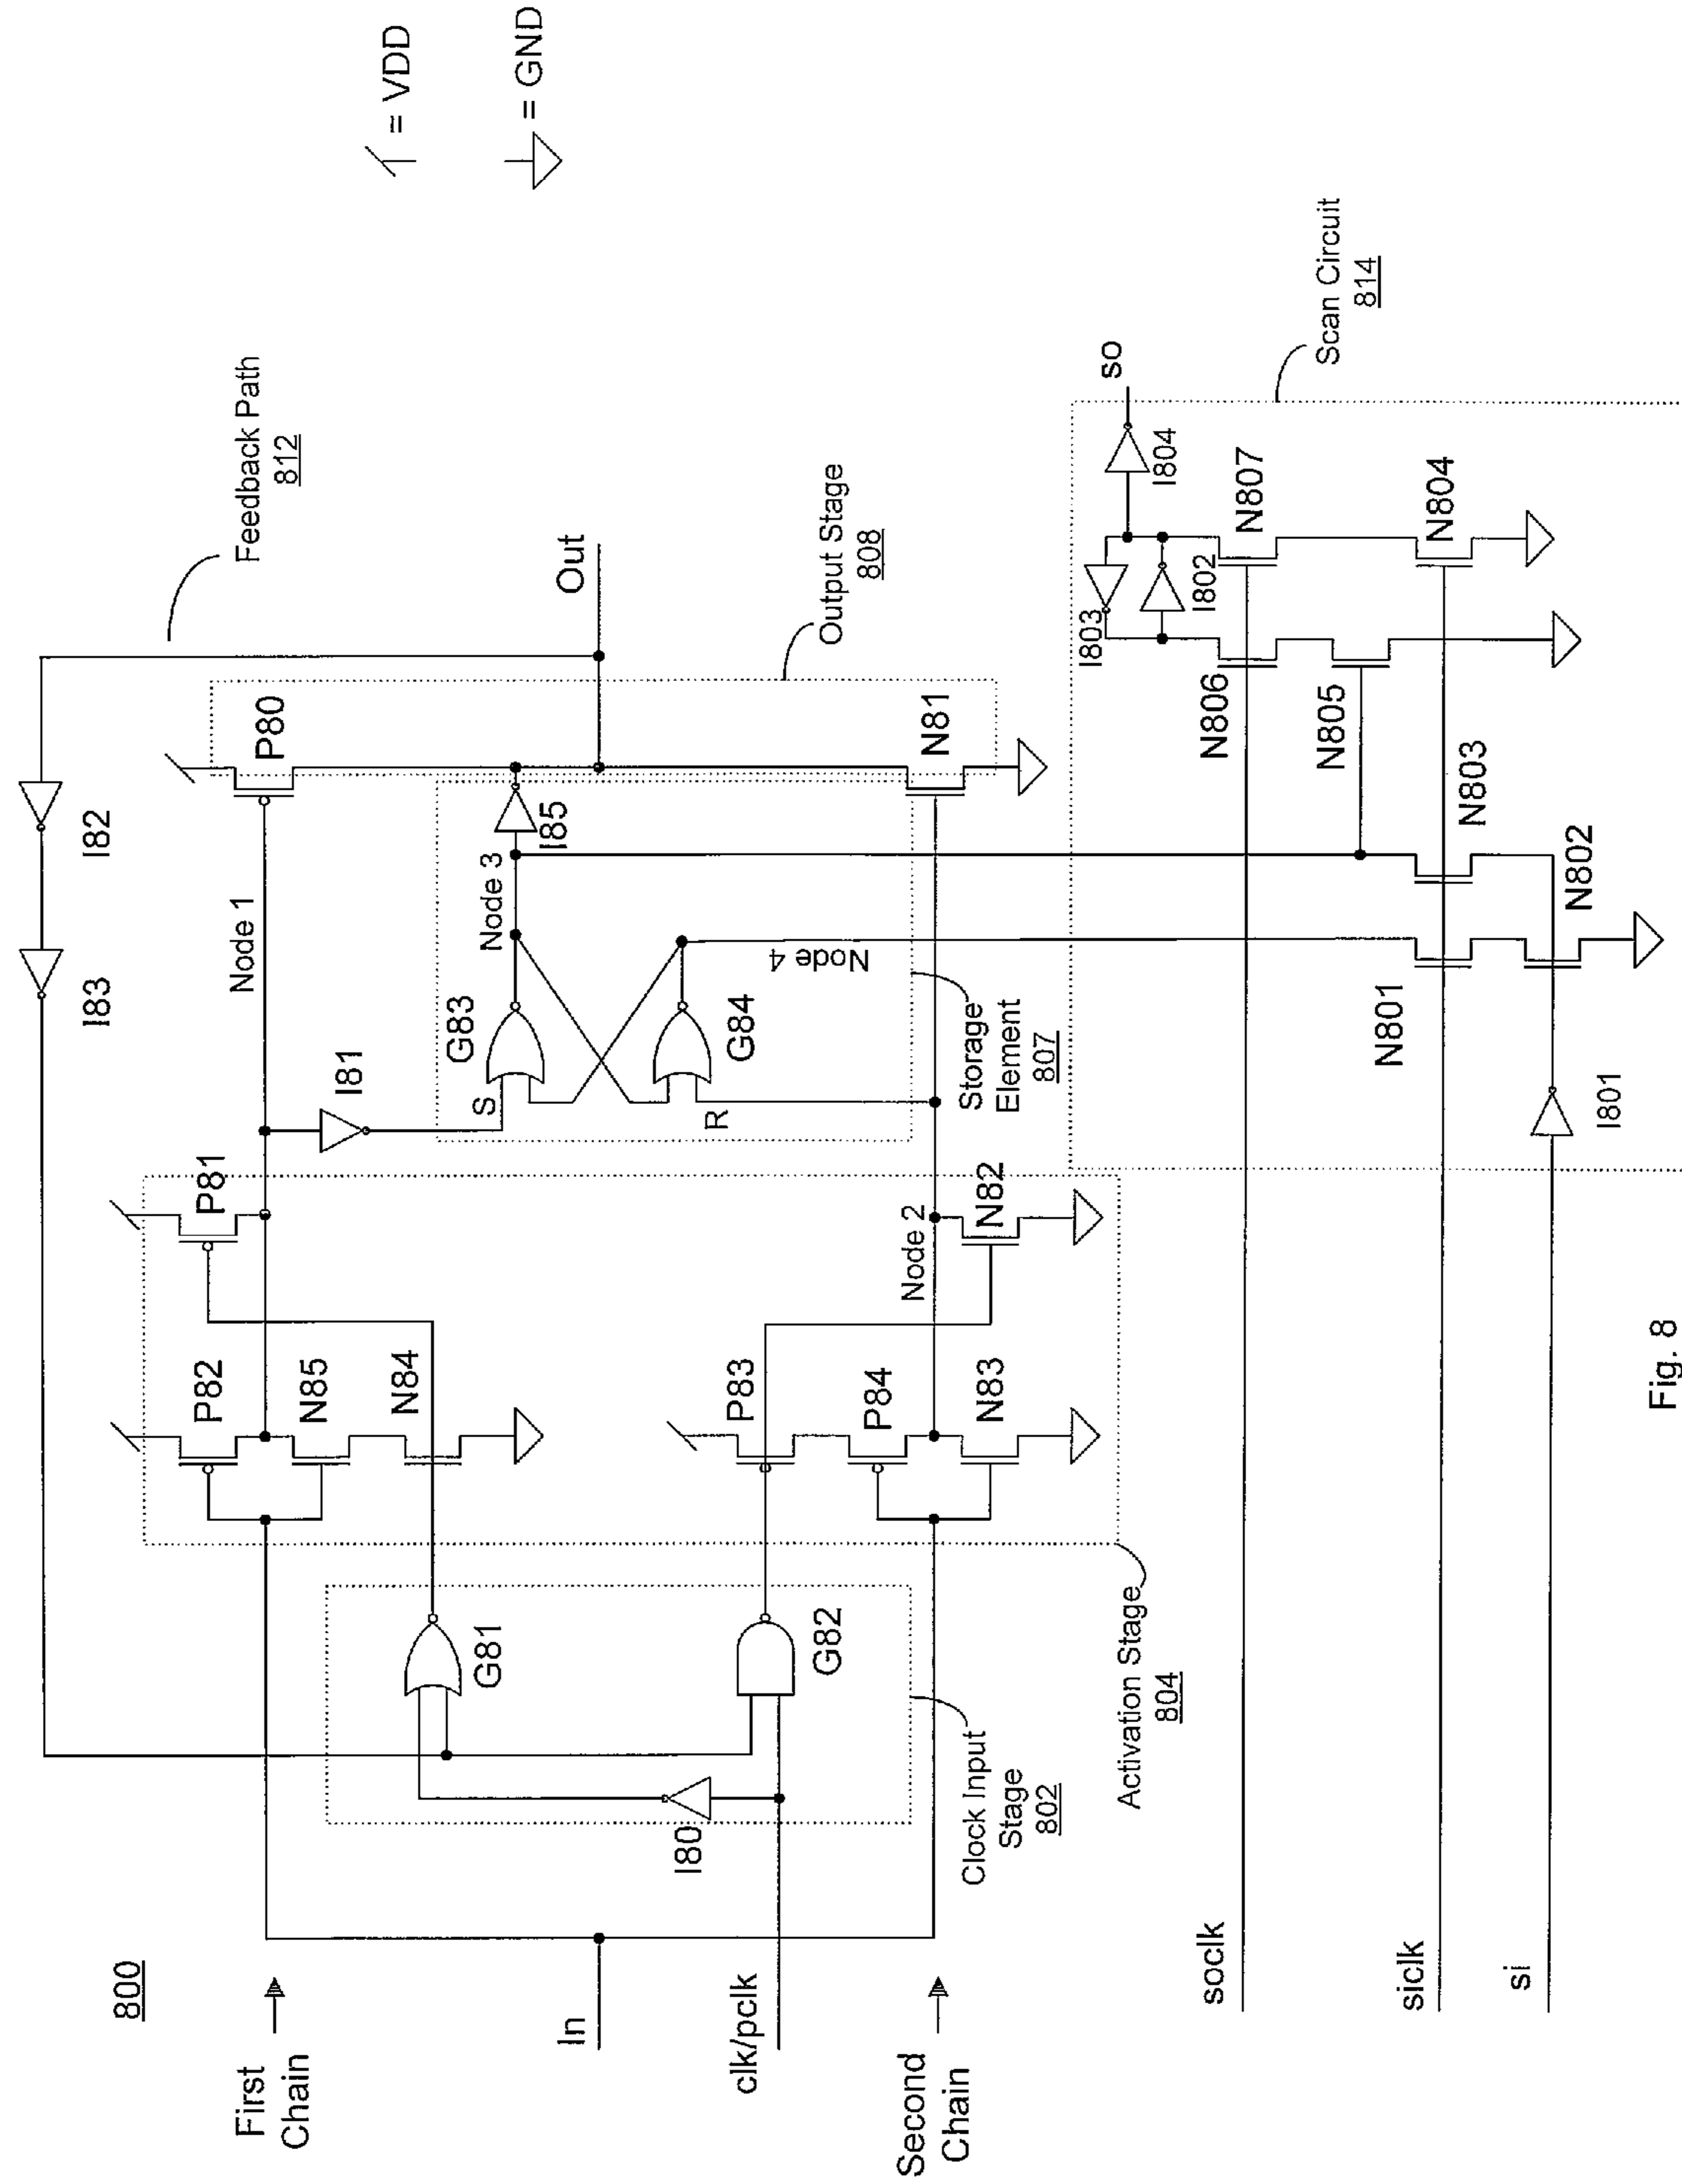 800
First
Chain
In
clk/pclk
Second
Chain
I83
I82
Feedback Path
812
= VDD
= GND
Node 1
P82
P81
N85
N84
I81
P80
G81
G82
I80
Clock Input
Stage
802
P83
P84
N83
Node 2
N82
Activation Stage
804
S
R
G83
G84
Node 3
Node 4
I85
Storage
Element
807
Out
N81
Output Stage
808
soclk
siclk
si
I801
N801
N802
N803
N804
N805
N806
N807
I803
I802
I804
so
Scan Circuit
814
Fig. 8